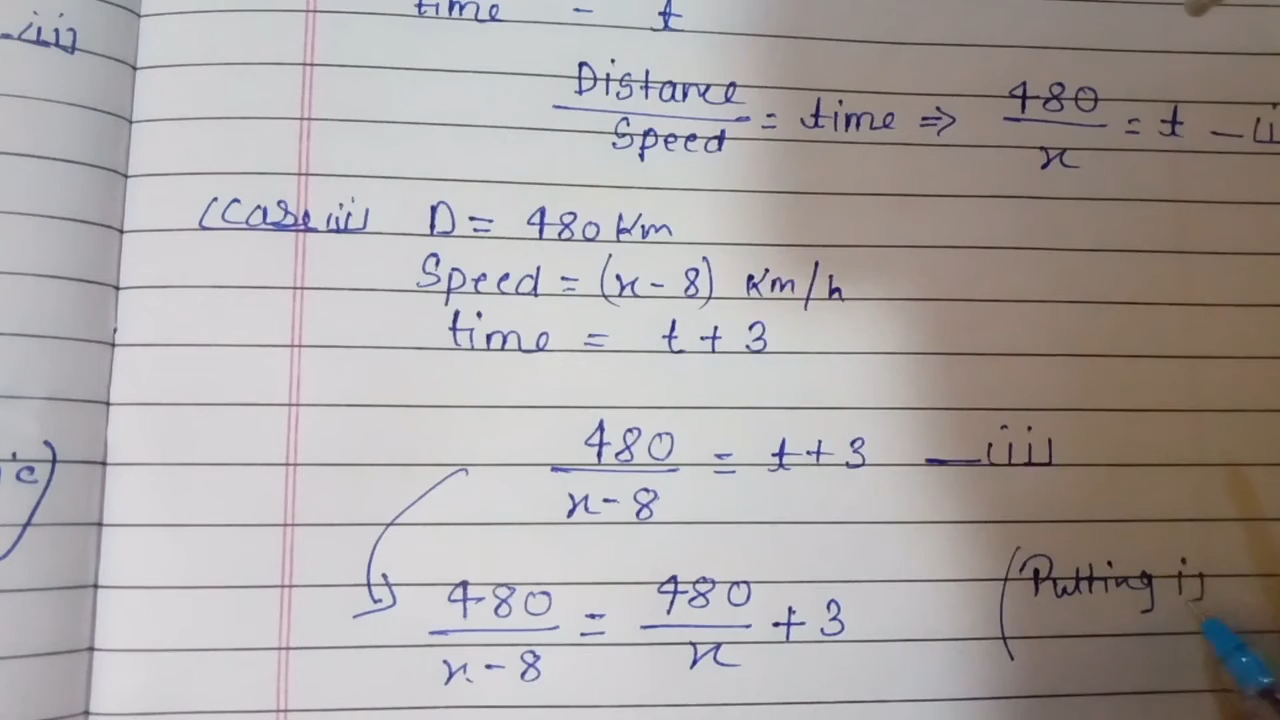 time - t
(ii)
Distance/Speed = time ⇒ 480/x = t - (i
(Case ii) D = 480 Km
Speed = (x - 8) Km/h
time = t + 3
480/(x - 8) = t + 3 — (ii)
480/(x - 8) = 480/x + 3 (Putting i)